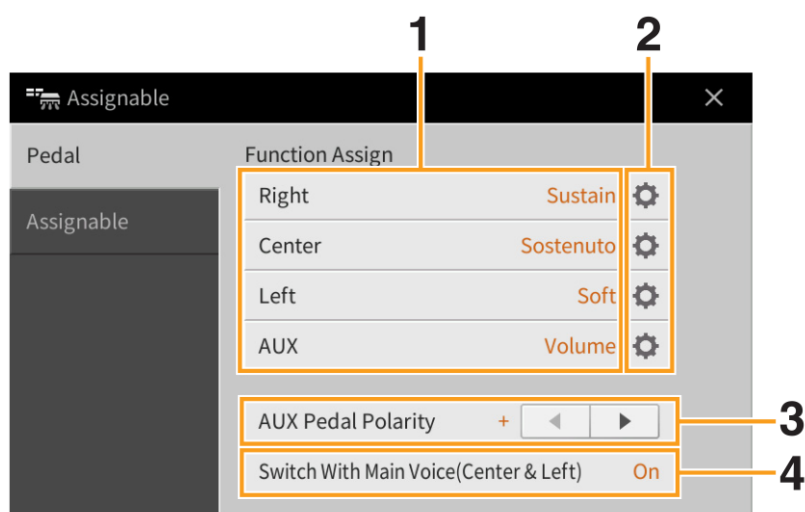 1 2
Assignable ×
Pedal Function Assign
Right Sustain
Assignable
Center Sostenuto
Left Soft
AUX Volume
AUX Pedal Polarity + 3
Switch With Main Voice(Center & Left) On 4